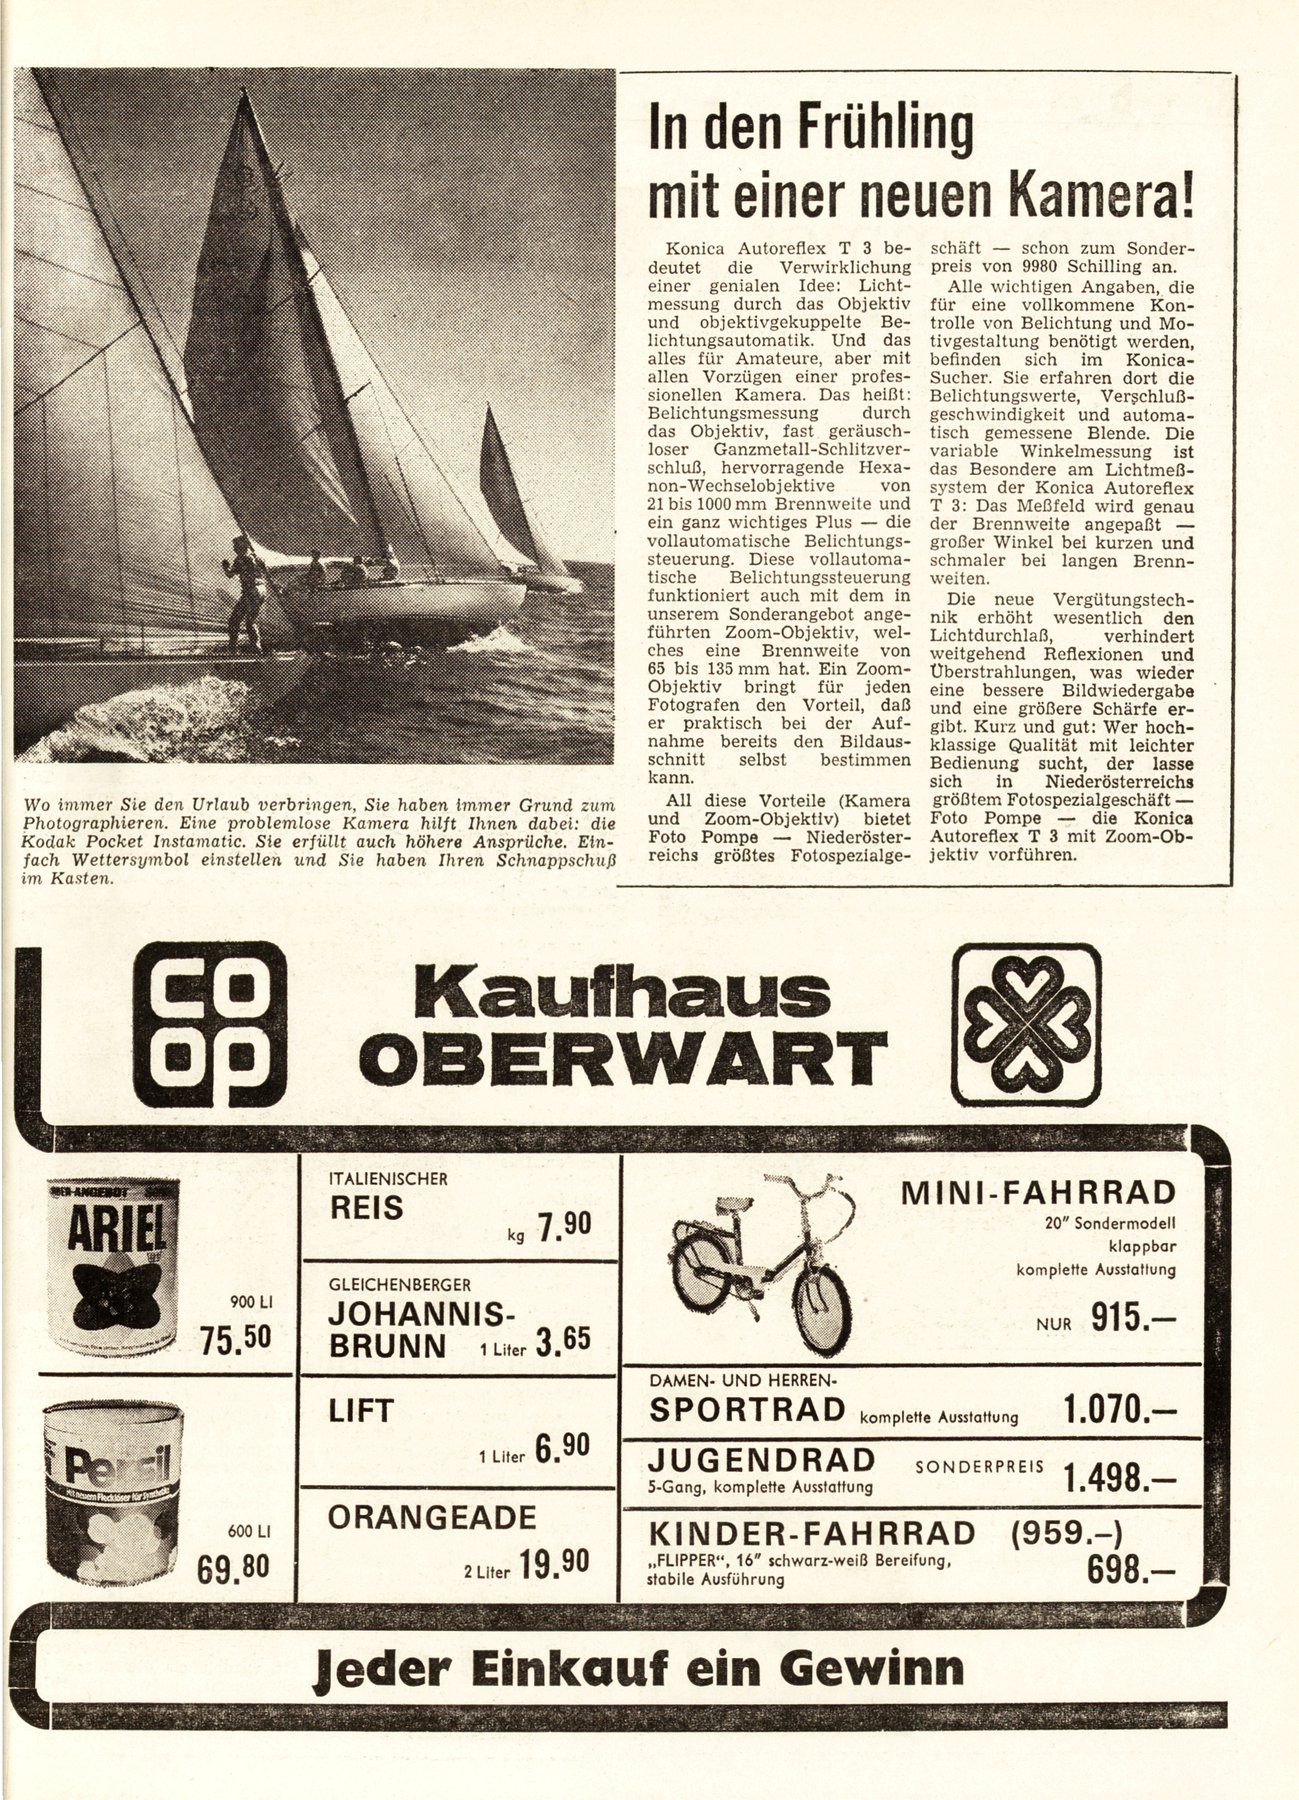 In den Frühling
mit einer neuen Kamera!
Konica Autoreflex T 3 be-
deutet die Verwirklichung
einer genialen Idee: Licht-
messung durch das Objektiv
und objektivgekuppelte Be-
lichtungsautomatik. Und das
alles für Amateure, aber mit
allen Vorzügen einer profes-
sionellen Kamera. Das heißt:
Belichtungsmessung durch
das Objektiv, fast geräusch-
loser Ganzmetall-Schlitzver-
schluß, hervorragende Hexa-
non-Wechselobjektive von
21 bis 1000 mm Brennweite und
ein ganz wichtiges Plus — die
vollautomatische Belichtungs-
steuerung. Diese vollautoma-
tische Belichtungssteuerung
funktioniert auch mit dem in
unserem Sonderangebot ange-
führten Zoom-Objektiv, wel-
ches eine Brennweite von
65 bis 135 mm hat. Ein Zoom-
Objektiv bringt für jeden
Fotografen den Vorteil, daß
er praktisch bei der Auf-
nahme bereits den Bildaus-
schnitt selbst bestimmen
kann.
All diese Vorteile (Kamera
und Zoom-Objektiv) bietet
Foto Pompe — Niederöster-
reichs größtes Fotospezialge-
schäft — schon zum Sonder-
preis von 9980 Schilling an.
Alle wichtigen Angaben, die
für eine vollkommene Kon-
trolle von Belichtung und Mo-
tivgestaltung benötigt werden,
befinden sich im Konica-
Sucher. Sie erfahren dort die
Belichtungswerte, Verschluß-
geschwindigkeit und automa-
tisch gemessene Blende. Die
variable Winkelmessung ist
das Besondere am Lichtmeß-
system der Konica Autoreflex
T 3: Das Meßfeld wird genau
der Brennweite angepaßt —
großer Winkel bei kurzen und
schmaler bei langen Brenn-
weiten.
Die neue Vergütungstech-
nik erhöht wesentlich den
Lichtdurchlaß, verhindert
weitgehend Reflexionen und
Überstrahlungen, was wieder
eine bessere Bildwiedergabe
und eine größere Schärfe er-
gibt. Kurz und gut: Wer hoch-
klassige Qualität mit leichter
Bedienung sucht, der lasse
sich in Niederösterreichs
größtem Fotospezialgeschäft —
Foto Pompe — die Konica
Autoreflex T 3 mit Zoom-Ob-
jektiv vorführen.
Wo immer Sie den Urlaub verbringen, Sie haben immer Grund zum
Photographieren. Eine problemlose Kamera hilft Ihnen dabei: die
Kodak Pocket Instamatic. Sie erfüllt auch höhere Ansprüche. Ein-
fach Wettersymbol einstellen und Sie haben Ihren Schnappschuß
im Kasten.
CO
OP
Kaufhaus
OBERWART
ARIEL
900 LI
75.50
Persil
Mit neuem Flecklöser für Synthetiks
600 LI
69.80
ITALIENISCHER
REIS
kg 7.90
GLEICHENBERGER
JOHANNIS-
BRUNN 1 Liter 3.65
LIFT
1 Liter 6.90
ORANGEADE
2 Liter 19.90
MINI-FAHRRAD
20" Sondermodell
klappbar
komplette Ausstattung
NUR 915.—
DAMEN- UND HERREN-
SPORTRAD komplette Ausstattung 1.070.—
JUGENDRAD SONDERPREIS 1.498.—
5-Gang, komplette Ausstattung
KINDER-FAHRRAD (959.–)
„FLIPPER“, 16" schwarz-weiß Bereifung,
stabile Ausführung 698.—
Jeder Einkauf ein Gewinn